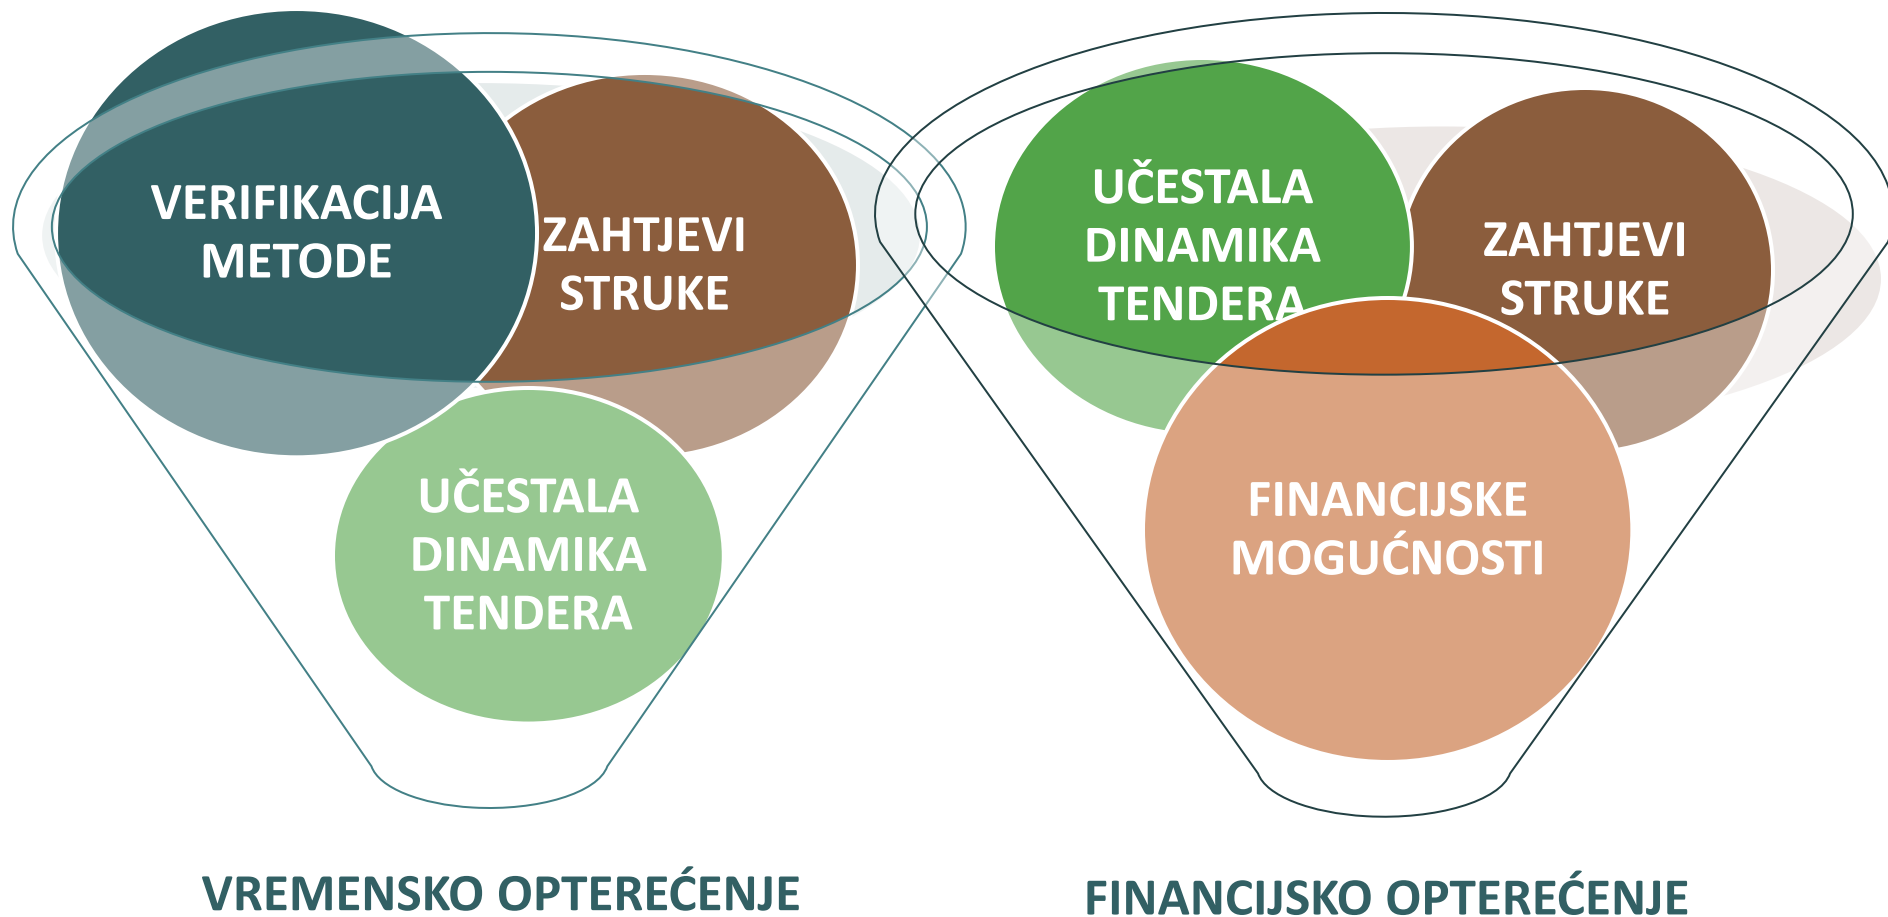 VERIFIKACIJA
METODE
ZAHTJEVI
STRUKE
UČESTALA
DINAMIKA
TENDERA
VREMENSKO OPTEREĆENJE
UČESTALA
DINAMIKA
TENDERA
ZAHTJEVI
STRUKE
FINANCIJSKE
MOGUĆNOSTI
FINANCIJSKO OPTEREĆENJE